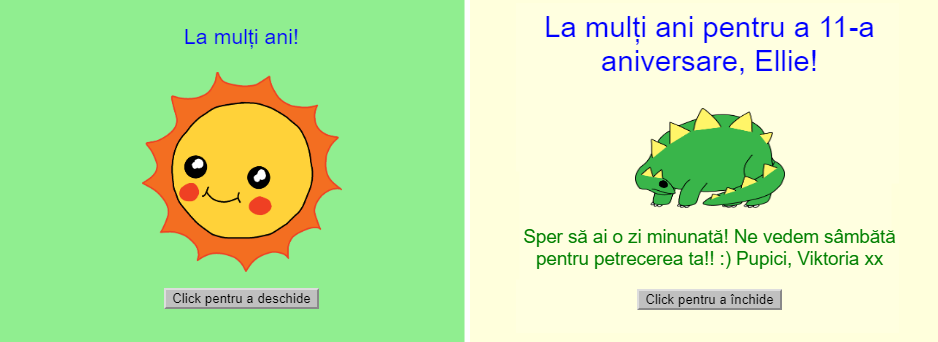 La mulți ani!
Click pentru a deschide
La mulți ani pentru a 11-a
aniversare, Ellie!
Sper să ai o zi minunată! Ne vedem sâmbătă
pentru petrecerea ta!! :) Pupici, Viktoria xx
Click pentru a închide